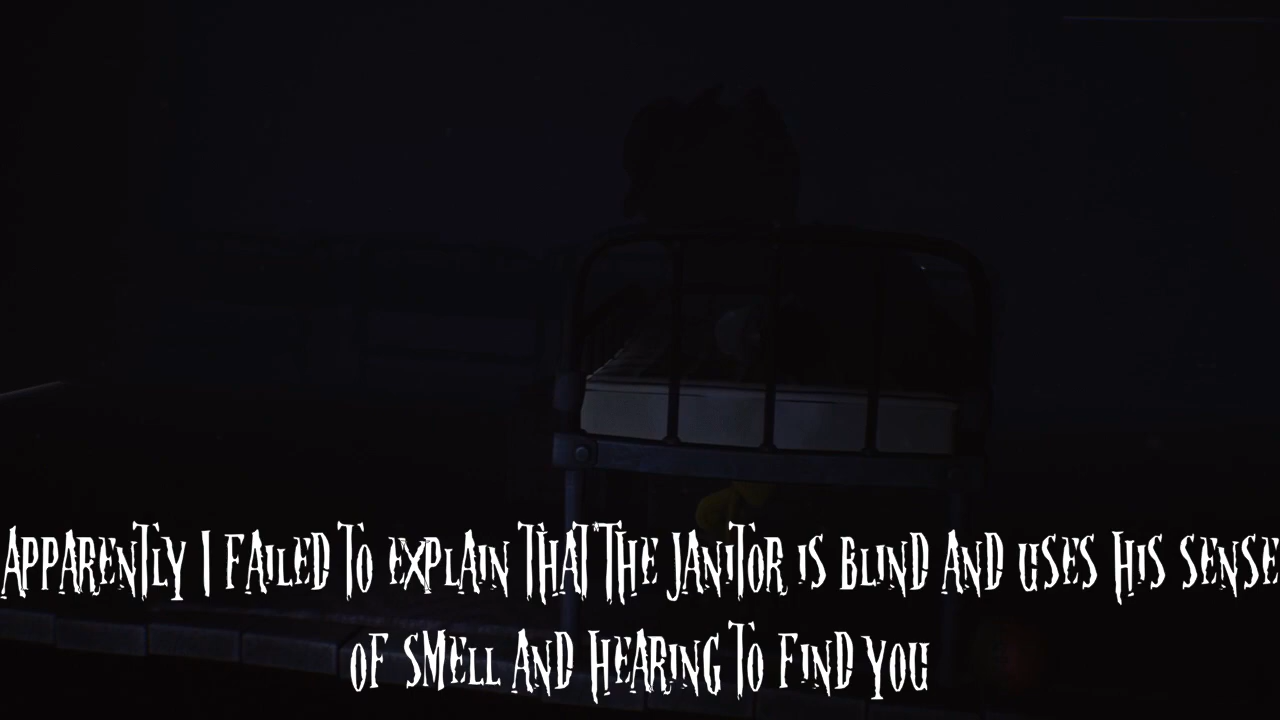 APPARENTLY I FAILED TO EXPLAIN THAT THE JANITOR IS BLIND AND USES HIS SENSE
OF SMELL AND HEARING TO FIND YOU